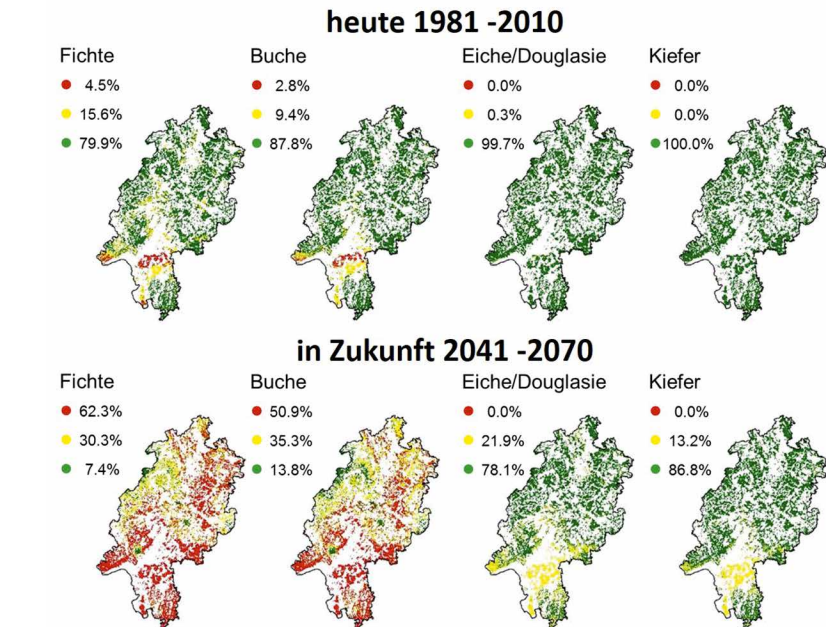 heute 1981 -2010
Fichte
4.5%
15.6%
79.9%
Buche
2.8%
9.4%
87.8%
Eiche/Douglasie
0.0%
0.3%
99.7%
Kiefer
0.0%
0.0%
100.0%
in Zukunft 2041 -2070
Fichte
62.3%
30.3%
7.4%
Buche
50.9%
35.3%
13.8%
Eiche/Douglasie
0.0%
21.9%
78.1%
Kiefer
0.0%
13.2%
86.8%